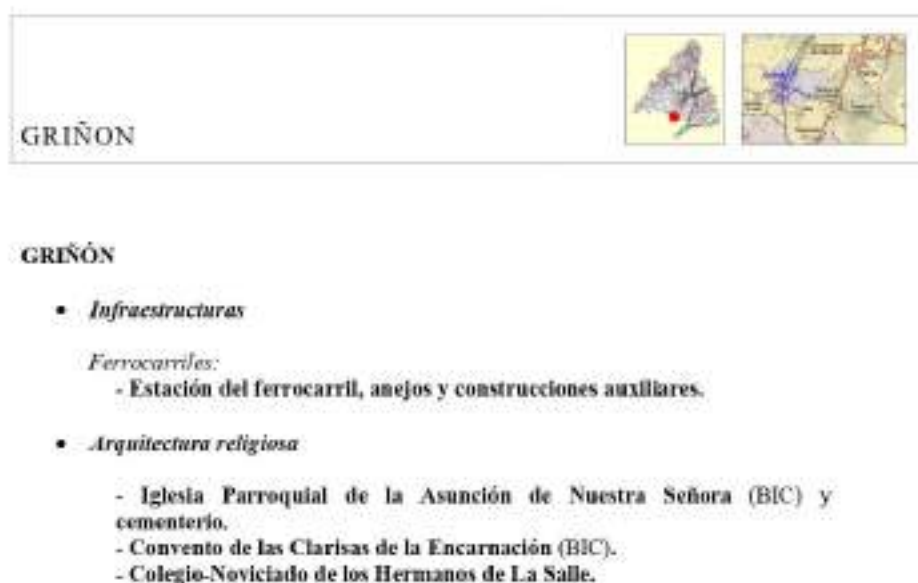 GRIÑON
GRIÑÓN
• Infraestructuras
Ferrocarriles:
- Estación del ferrocarril, anejos y construcciones auxiliares.
• Arquitectura religiosa
- Iglesia Parroquial de la Asunción de Nuestra Señora (BIC) y
cementerio.
- Convento de las Clarisas de la Encarnación (BIC).
- Colegio-Noviciado de los Hermanos de La Salle.